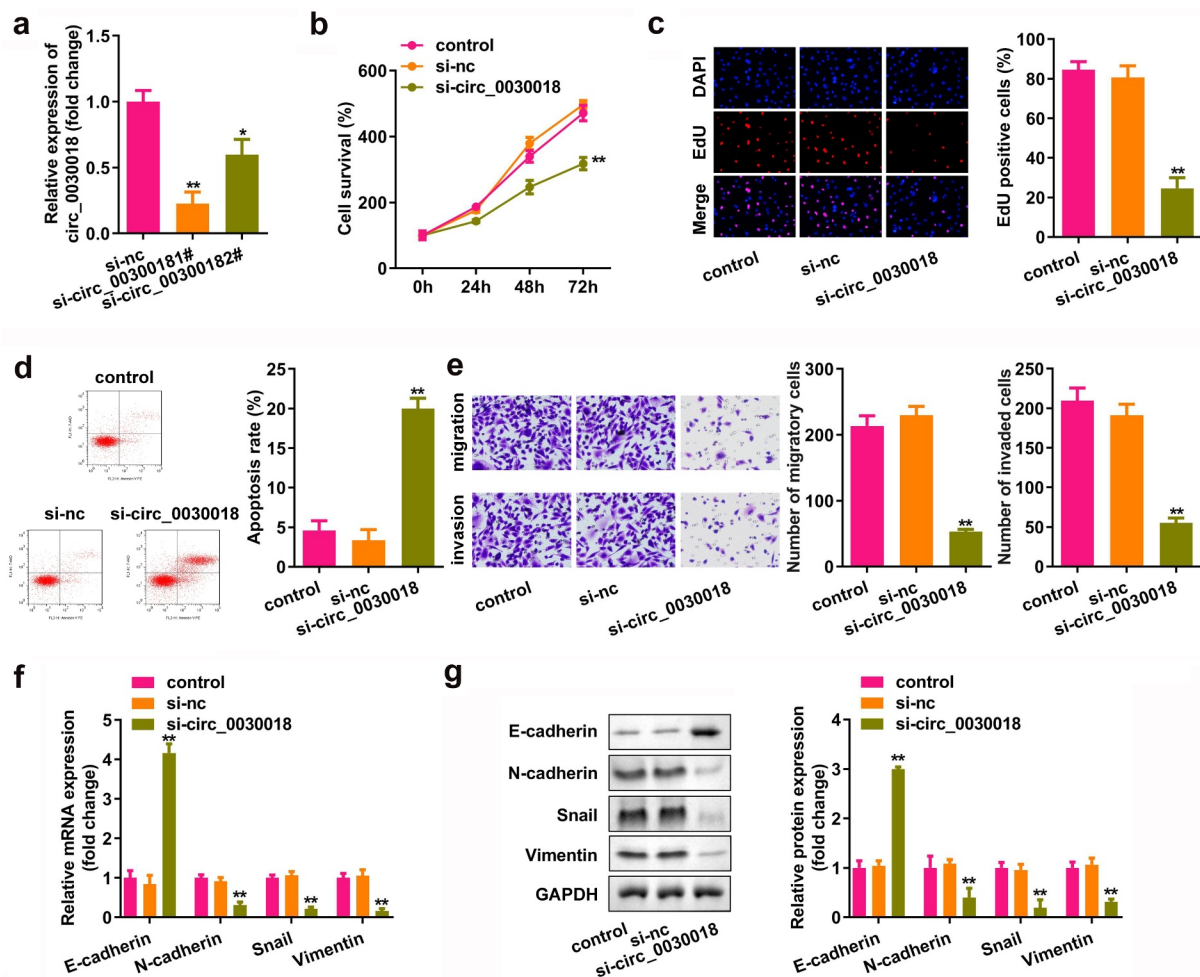 a
Relative expression of
circ_0030018 (fold change)
1.5
1.0
0.5
0.0
**
*
si-nc
si-circ_00300181#
si-circ_00300182#
b
control
si-nc
si-circ_0030018
Cell survival (%)
600
400
200
0
**
0h
24h
48h
72h
c
DAPI
EdU
Merge
control
si-nc
si-circ_0030018
EdU positive cells (%)
100
80
60
40
20
0
**
control
si-nc
si-circ_0030018
d
control
si-nc
si-circ_0030018
Apoptosis rate (%)
25
20
15
10
5
0
**
control
si-nc
si-circ_0030018
e
migration
invasion
control
si-nc
si-circ_0030018
Number of migratory cells
300
200
100
0
**
control
si-nc
si-circ_0030018
Number of invaded cells
250
200
150
100
50
0
**
control
si-nc
si-circ_0030018
f
control
si-nc
si-circ_0030018
Relative mRNA expression
(fold change)
5
4
3
2
1
0
**
**
**
**
E-cadherin
N-cadherin
Snail
Vimentin
g
E-cadherin
N-cadherin
Snail
Vimentin
GAPDH
control
si-nc
si-circ_0030018
control
si-nc
si-circ_0030018
Relative protein expression
(fold change)
4
3
2
1
0
**
**
**
**
E-cadherin
N-cadherin
Snail
Vimentin